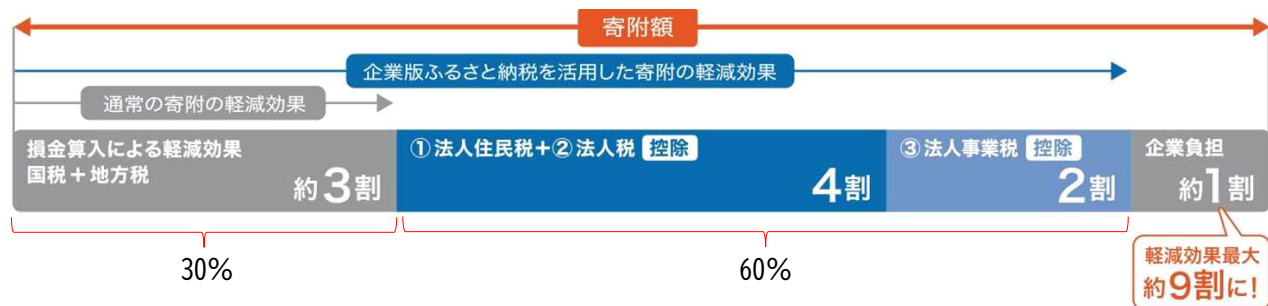 寄附額
企業版ふるさと納税を活用した寄附の軽減効果
通常の寄附の軽減効果
損金算入による軽減効果
国税＋地方税
約3割
①法人住民税＋②法人税 控除
4割
③法人事業税 控除
2割
企業負担
約1割
30%
60%
軽減効果最大
約9割に!